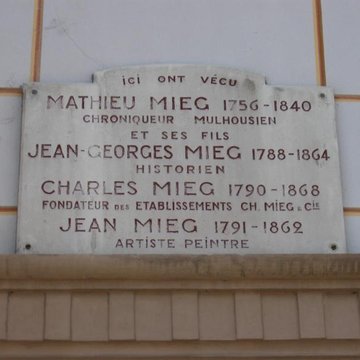 ICI ONT VÉCU
MATHIEU MIEG 1756-1840
CHRONIQUEUR MULHOUSIEN
ET SES FILS
JEAN-GEORGES MIEG 1788-1864
HISTORIEN
CHARLES MIEG 1790-1868
FONDATEUR DES ETABLISSEMENTS CH. MIEG & CIE
JEAN MIEG 1791-1862
ARTISTE PEINTRE